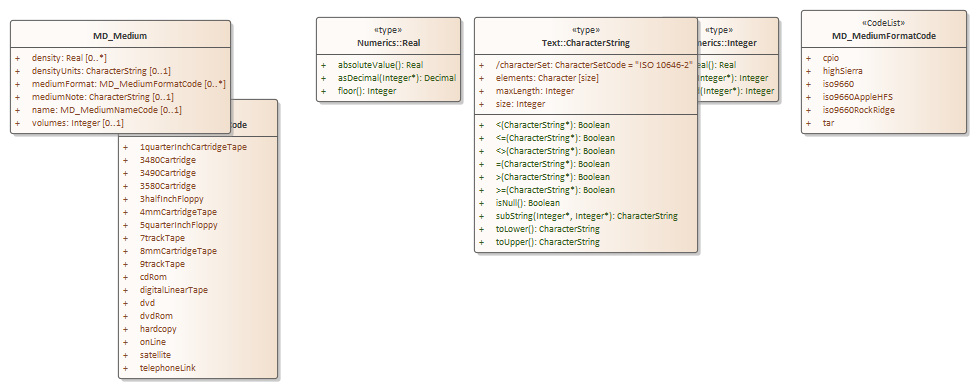 MD_Medium
+ density: Real [0..*]
+ densityUnits: CharacterString [0..1]
+ mediumFormat: MD_MediumFormatCode [0..*]
+ mediumNote: CharacterString [0..1]
+ name: MD_MediumNameCode [0..1]
+ volumes: Integer [0..1]
+ 1quarterInchCartridgeTape
+ 3480Cartridge
+ 3490Cartridge
+ 3580Cartridge
+ 3halfInchFloppy
+ 4mmCartridgeTape
+ 5quarterInchFloppy
+ 7trackTape
+ 8mmCartridgeTape
+ 9trackTape
+ cdRom
+ digitalLinearTape
+ dvd
+ dvdRom
+ hardcopy
+ onLine
+ satellite
+ telephoneLink
«type»
Numerics::Real
+ absoluteValue(): Real
+ asDecimal(Integer*): Decimal
+ floor(): Integer
«type»
Text::CharacterString
+ /characterSet: CharacterSetCode = "ISO 10646-2"
+ elements: Character [size]
+ maxLength: Integer
+ size: Integer
+ <(CharacterString*): Boolean
+ <=(CharacterString*): Boolean
+ <>(CharacterString*): Boolean
+ =(CharacterString*): Boolean
+ >(CharacterString*): Boolean
+ >=(CharacterString*): Boolean
+ isNull(): Boolean
+ subString(Integer*, Integer*): CharacterString
+ toLower(): CharacterString
+ toUpper(): CharacterString
«type»
merics::Integer
eal(): Real
(Integer*): Integer
(Integer*): Integer
«CodeList»
MD_MediumFormatCode
+ cpio
+ highSierra
+ iso9660
+ iso9660AppleHFS
+ iso9660RockRidge
+ tar